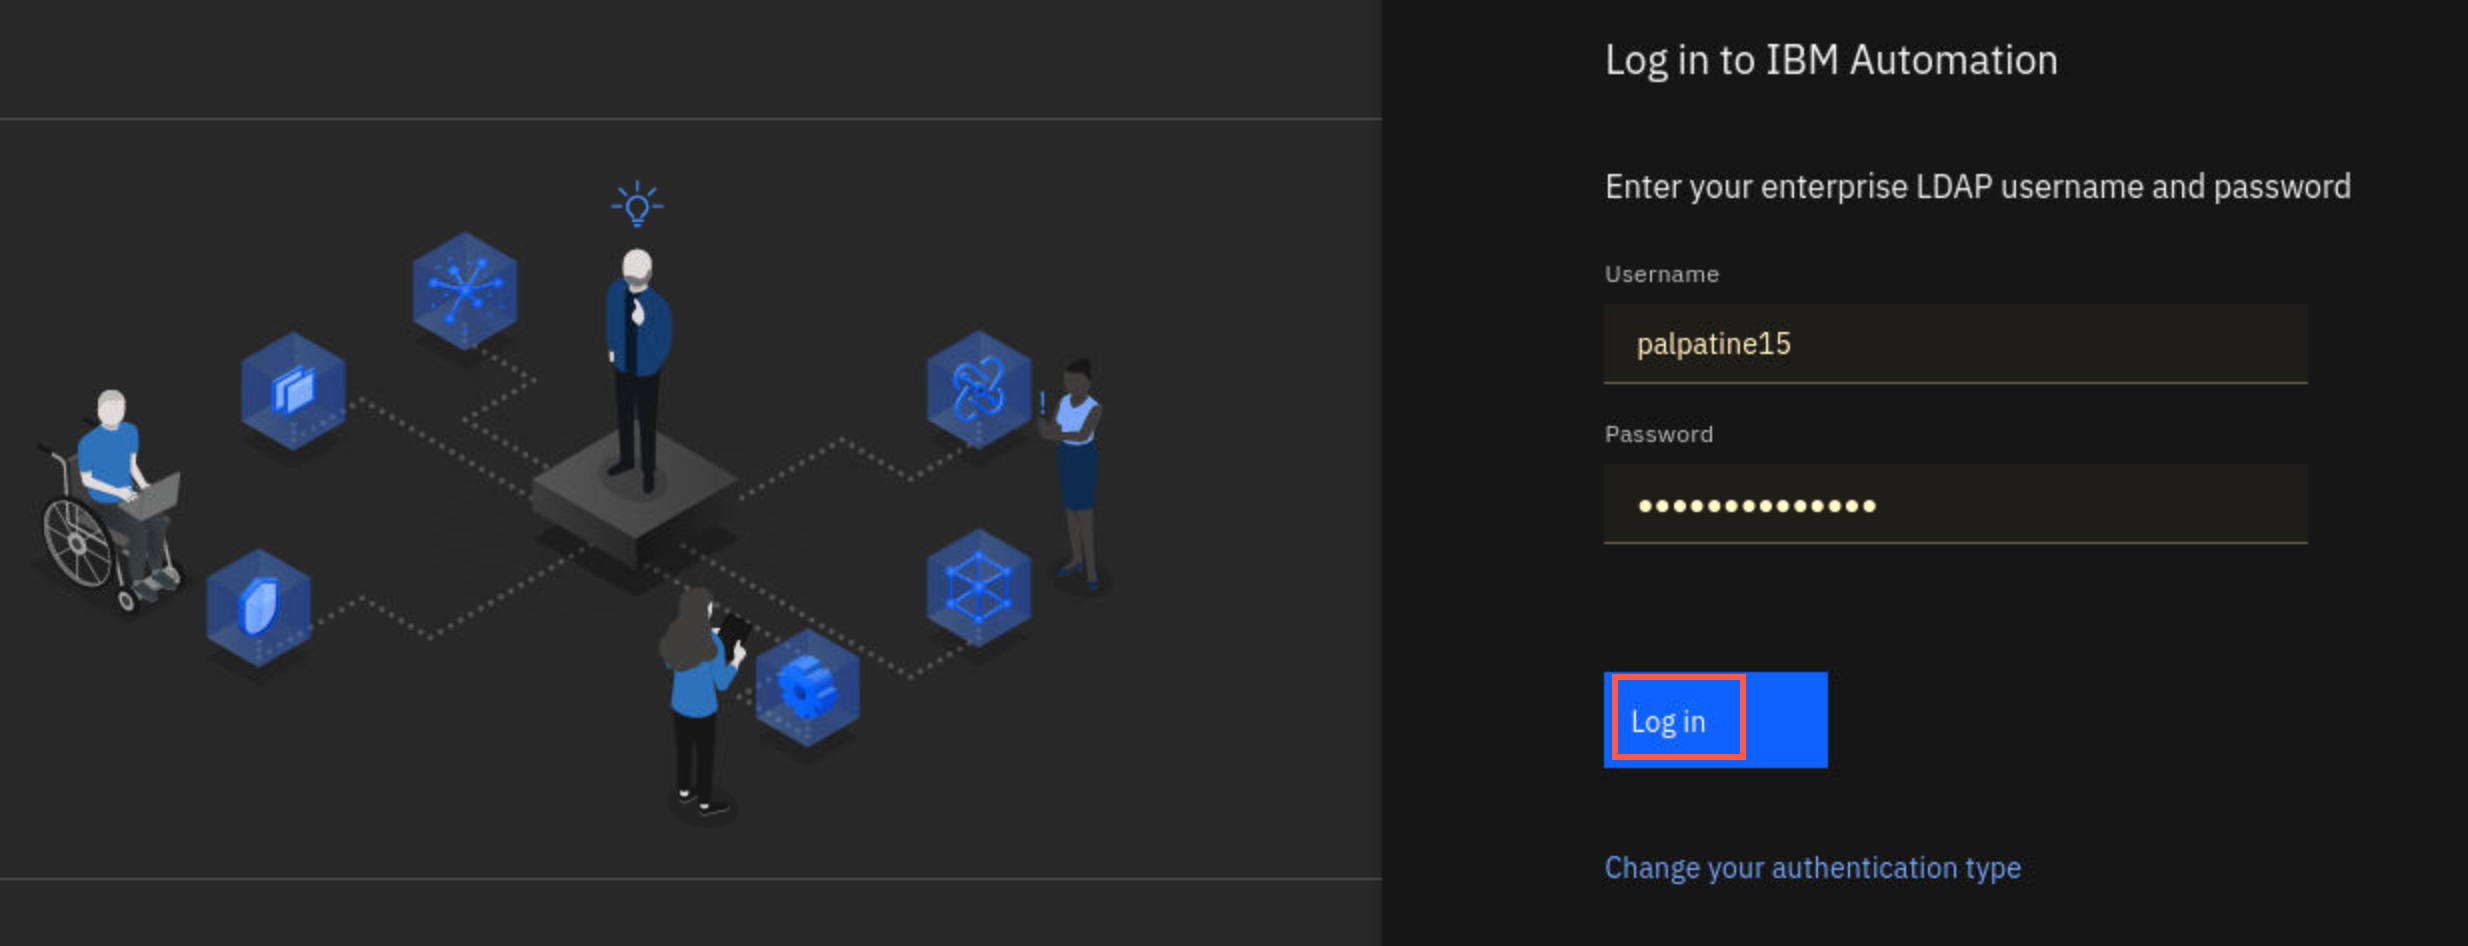 Log in to IBM Automation
Enter your enterprise LDAP username and password
Username
palpatine15
Password
••••••••••••••
Log in
Change your authentication type